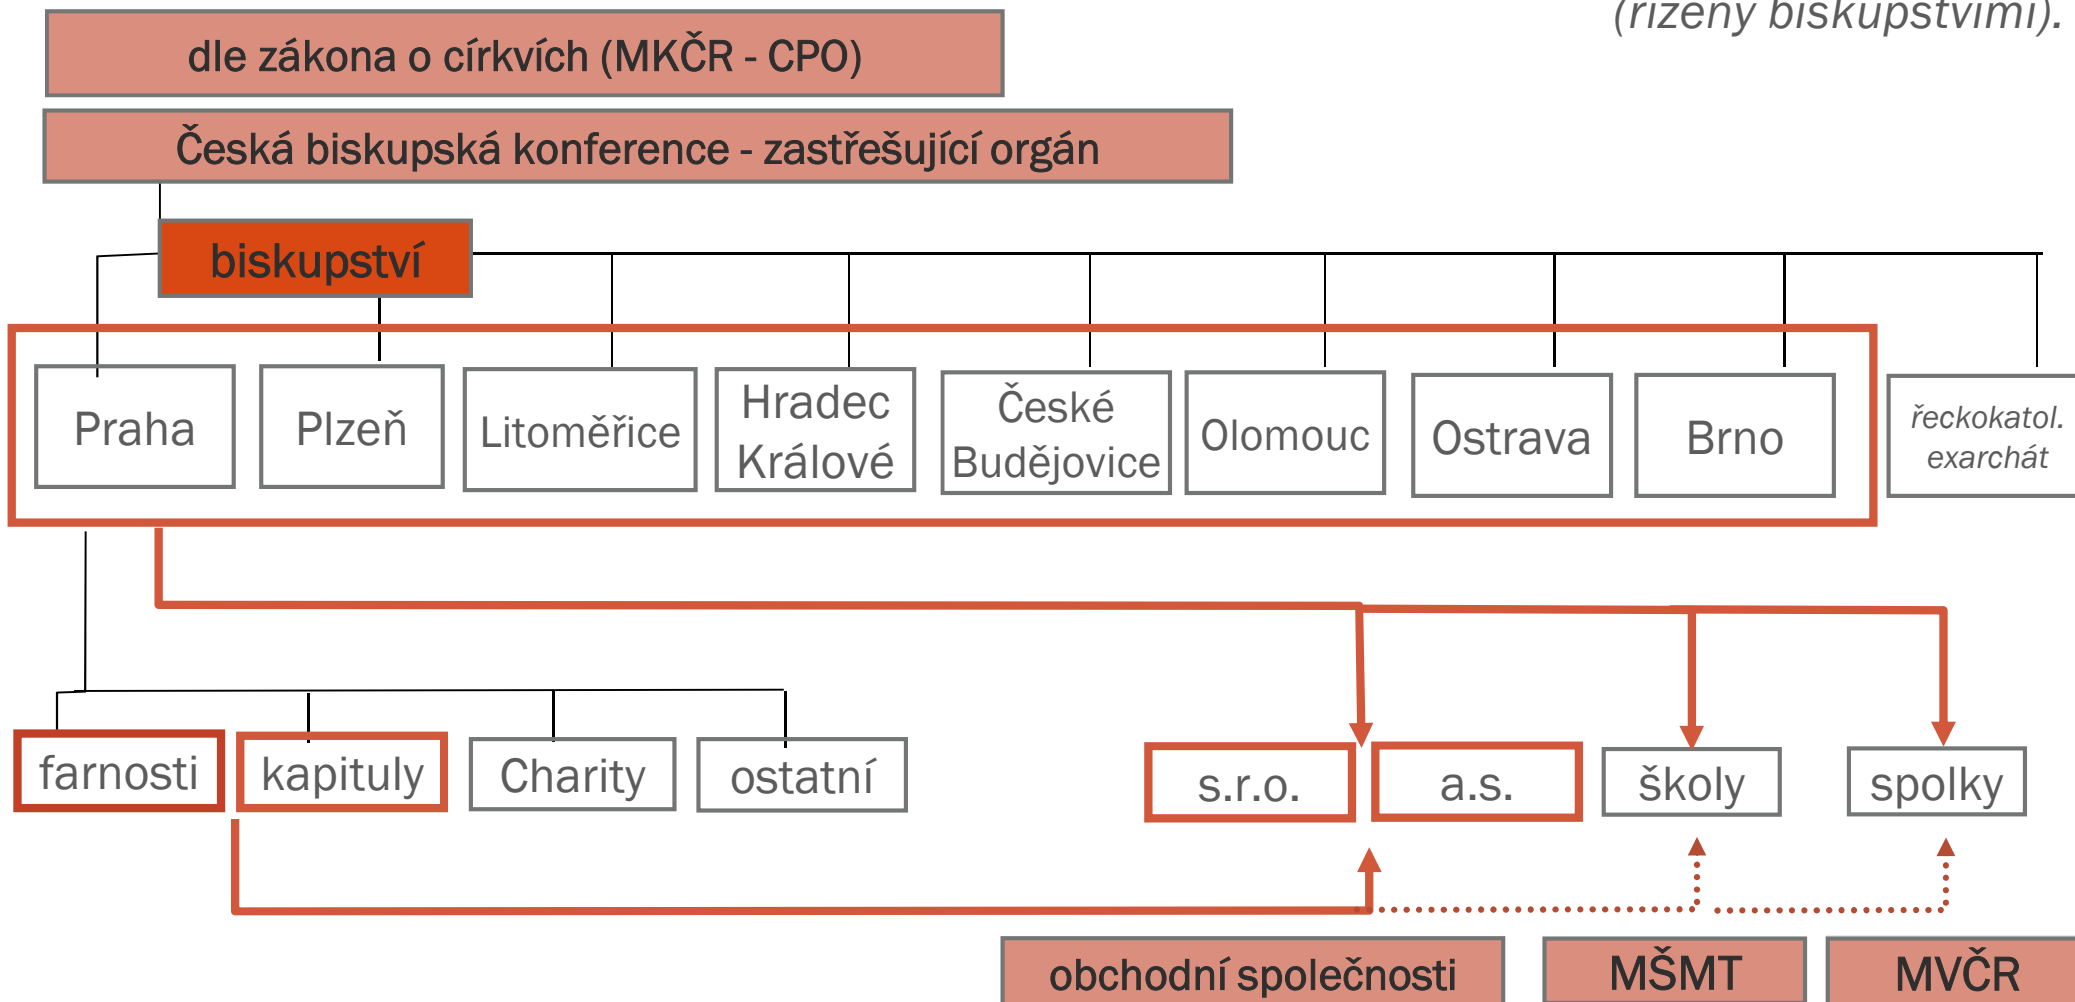 (řízeny biskupstvími).
dle zákona o církvích (MKČR - CPO)
Česká biskupská konference - zastřešující orgán
biskupství
Praha
Plzeň
Litoměřice
Hradec
Králové
České
Budějovice
Olomouc
Ostrava
Brno
řeckokatol.
exarchát
farnosti
kapituly
Charity
ostatní
s.r.o.
a.s.
školy
spolky
obchodní společnosti
MŠMT
MVČR